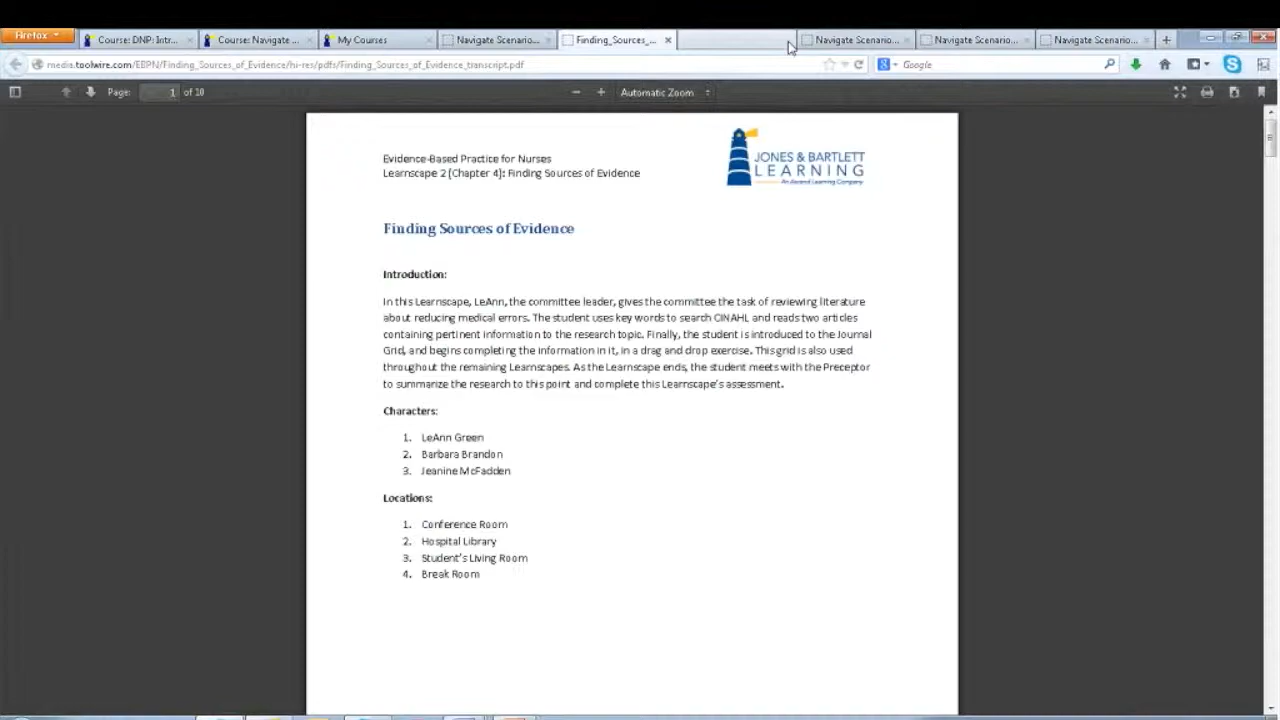 Firefox
Course: DNP: Intr...
Course: Navigate ...
My Courses
Navigate Scenario...
Finding_Sources_...
Navigate Scenario...
Navigate Scenario...
Navigate Scenario...
media.toolwire.com/EBPN/Finding_Sources_of_Evidence/hi-res/pdfs/Finding_Sources_of_Evidence_transcript.pdf
Google
Page: 1 of 10
Automatic Zoom
Evidence-Based Practice for Nurses
Learnscape 2 (Chapter 4): Finding Sources of Evidence
JONES & BARTLETT
LEARNING
An Ascend Learning Company
Finding Sources of Evidence
Introduction:
In this Learnscape, LeAnn, the committee leader, gives the committee the task of reviewing literature
about reducing medical errors. The student uses key words to search CINAHL and reads two articles
containing pertinent information to the research topic. Finally, the student is introduced to the Journal
Grid, and begins completing the information in it, in a drag and drop exercise. This grid is also used
throughout the remaining Learnscapes. As the Learnscape ends, the student meets with the Preceptor
to summarize the research to this point and complete this Learnscape's assessment.
Characters:
1. LeAnn Green
2. Barbara Brandon
3. Jeanine McFadden
Locations:
1. Conference Room
2. Hospital Library
3. Student's Living Room
4. Break Room